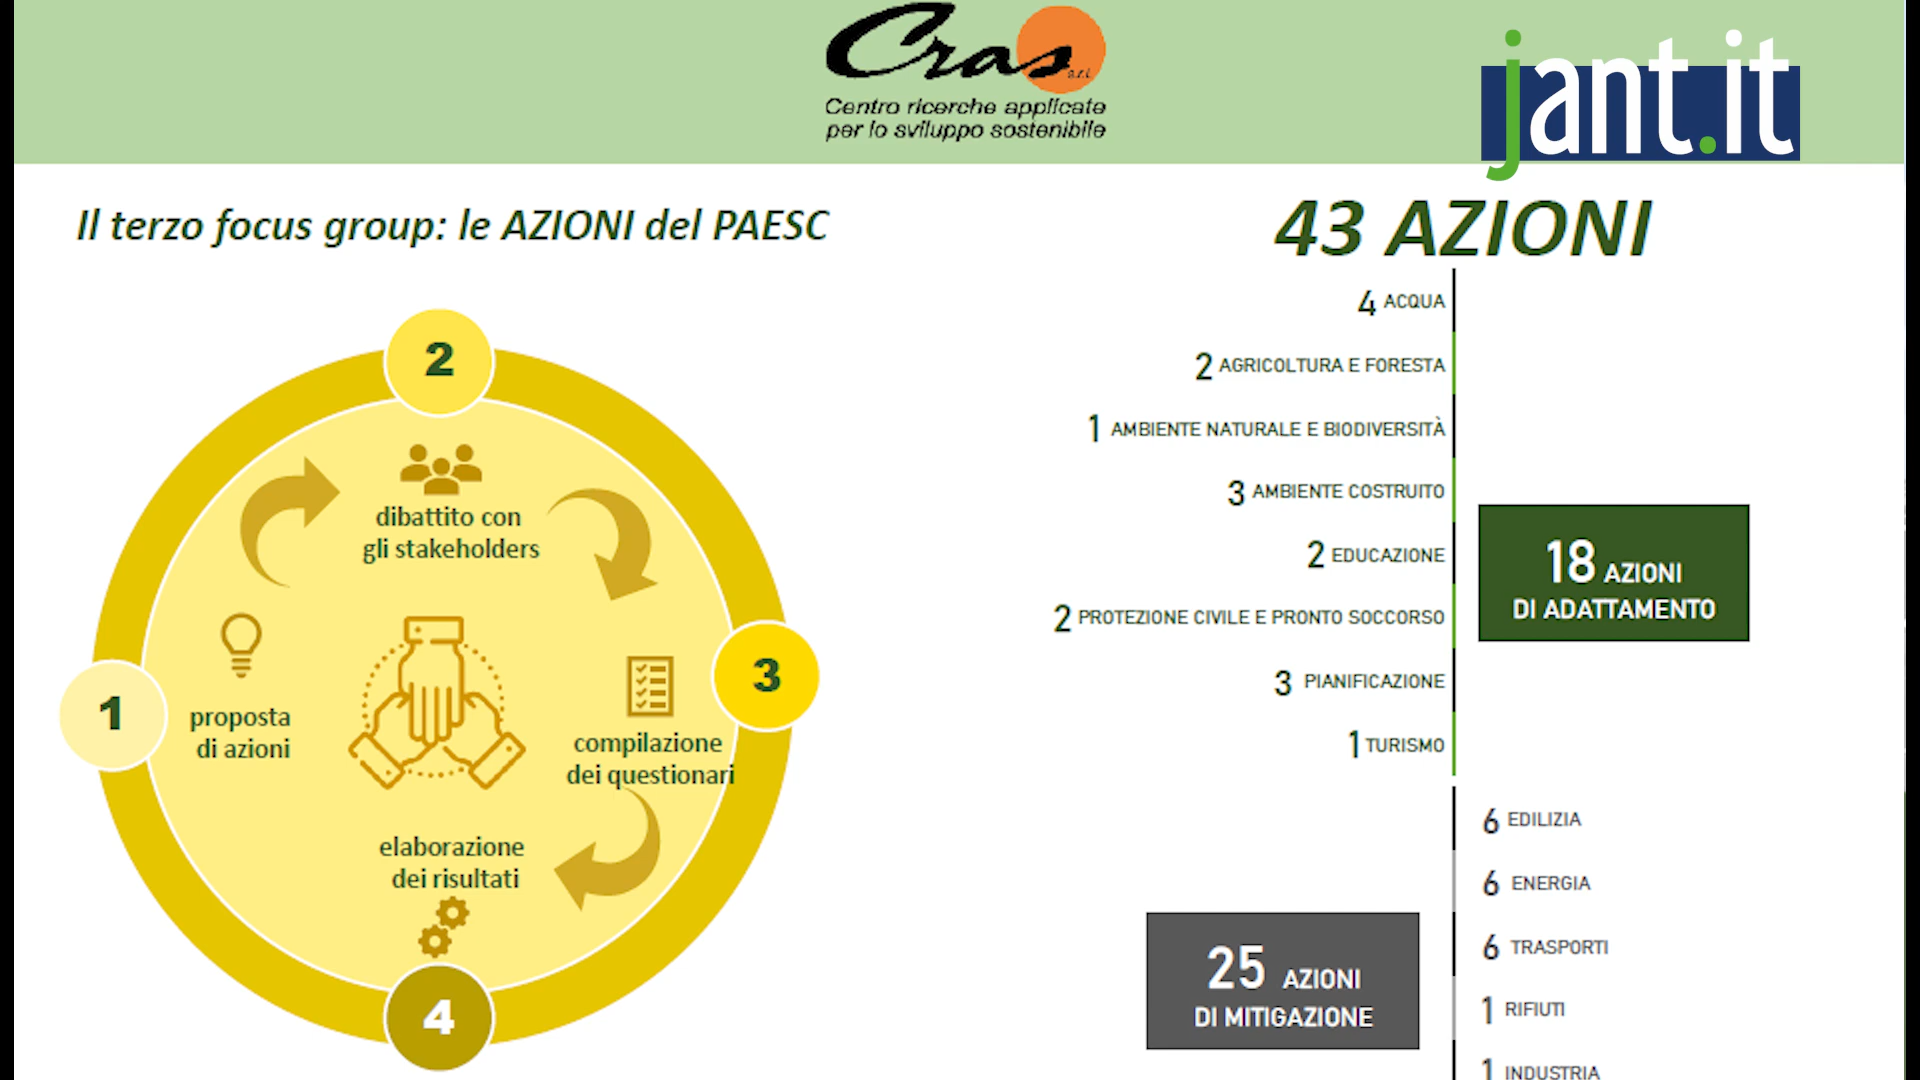 Cras s.r.l
Centro ricerche applicate
per lo sviluppo sostenibile
jant.it
Il terzo focus group: le AZIONI del PAESC
2
dibattito con
gli stakeholders
1
proposta
di azioni
3
compilazione
dei questionari
elaborazione
dei risultati
4
43 AZIONI
4 ACQUA
2 AGRICOLTURA E FORESTA
1 AMBIENTE NATURALE E BIODIVERSITÀ
3 AMBIENTE COSTRUITO
2 EDUCAZIONE
2 PROTEZIONE CIVILE E PRONTO SOCCORSO
3 PIANIFICAZIONE
1 TURISMO
18 AZIONI
DI ADATTAMENTO
6 EDILIZIA
6 ENERGIA
6 TRASPORTI
1 RIFIUTI
1 INDUSTRIA
25 AZIONI
DI MITIGAZIONE